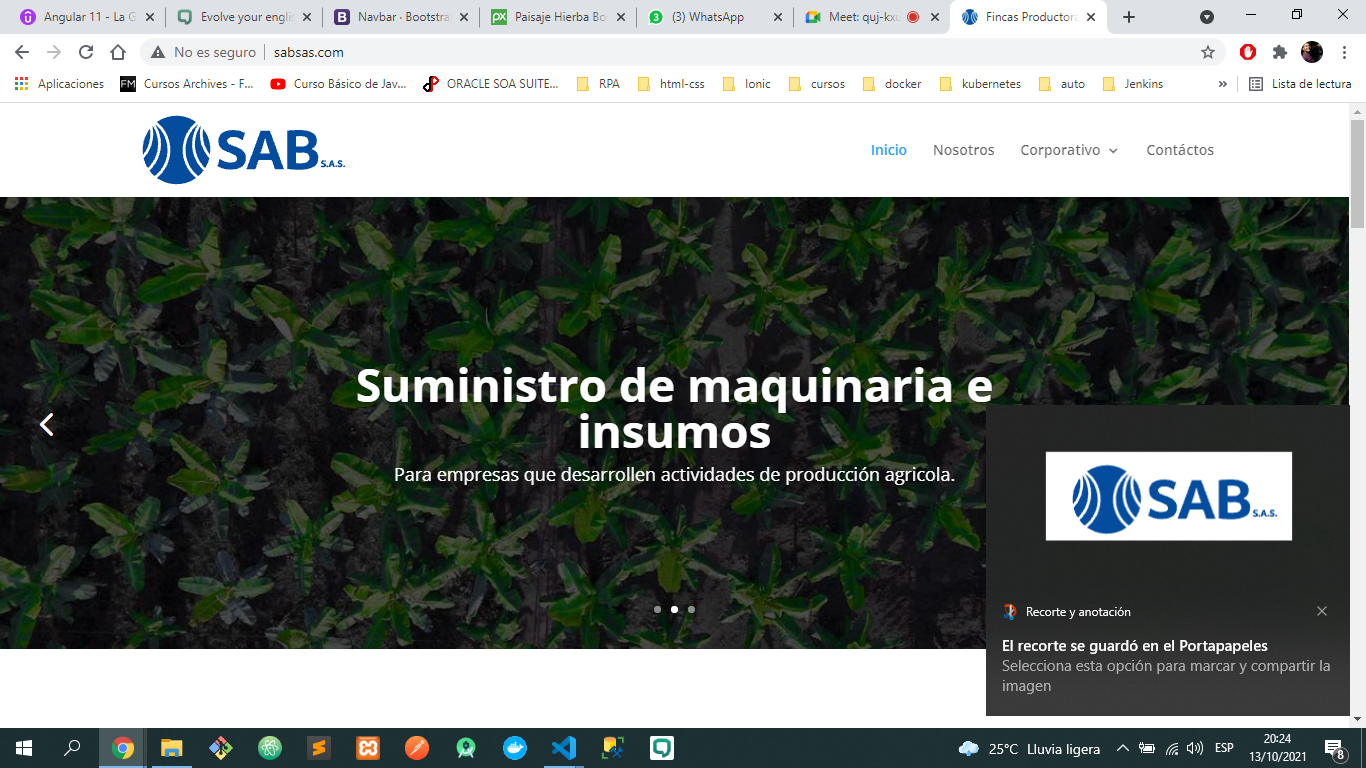 Angular 11 - La G
Evolve your engli
Navbar · Bootstra
Paisaje Hierba Bo
(3) WhatsApp
Meet: quj-kxu
Fincas Productora
No es seguro
sabsas.com
Aplicaciones
Cursos Archives - F...
Curso Básico de Jav...
ORACLE SOA SUITE...
RPA
html-css
Ionic
cursos
docker
kubernetes
auto
Jenkins
»
Lista de lectura
SAB S.A.S.
Inicio
Nosotros
Corporativo
Contáctos
Suministro de maquinaria e
insumos
Para empresas que desarrollen actividades de producción agricola.
SAB S.A.S.
Recorte y anotación
El recorte se guardó en el Portapapeles
Selecciona esta opción para marcar y compartir la
imagen
25°C Lluvia ligera
ESP
20:24
13/10/2021
8